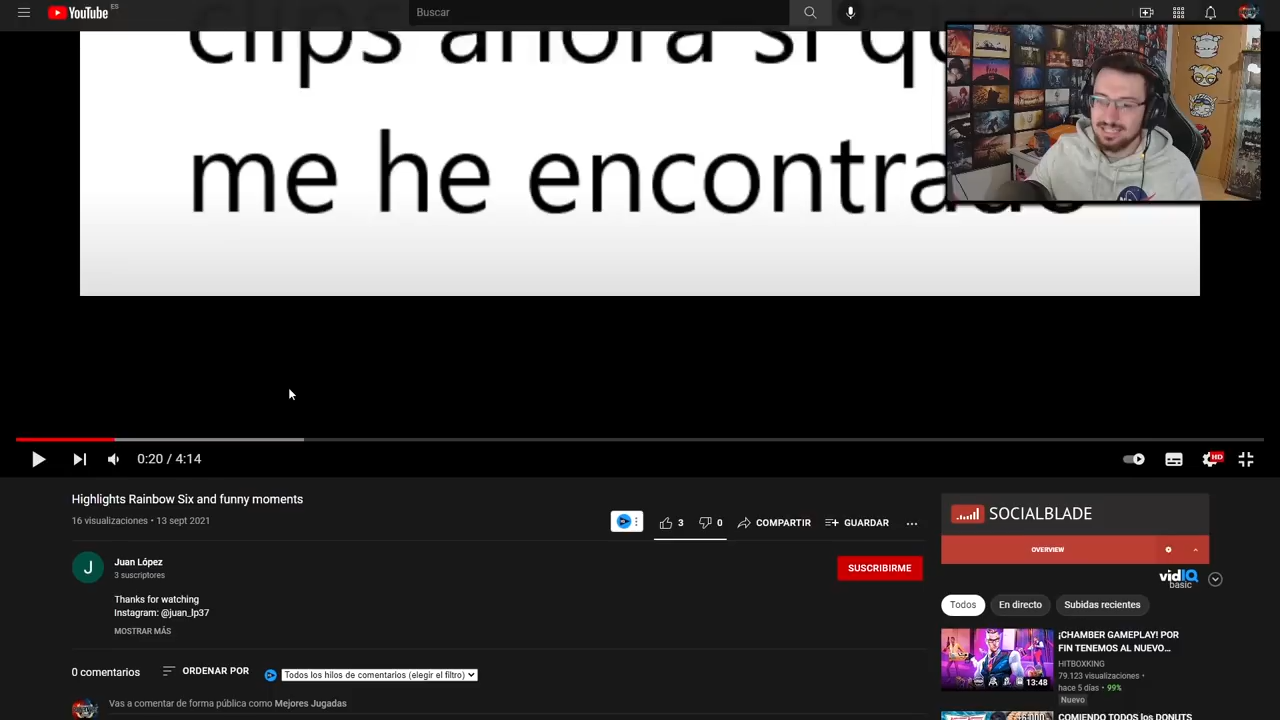 YouTube ES
Buscar
clips ahora si qu
me he encontrado
0:20 / 4:14
HD
Highlights Rainbow Six and funny moments
16 visualizaciones • 13 sept 2021
3
0
COMPARTIR
GUARDAR
J
Juan López
3 suscriptores
SUSCRIBIRME
Thanks for watching
Instagram: @juan_lp37
MOSTRAR MÁS
0 comentarios
ORDENAR POR
Todos los hilos de comentarios (elegir el filtro)
Vas a comentar de forma pública como Mejores Jugadas
SOCIALBLADE
OVERVIEW
vidIQ
basic
Todos
En directo
Subidas recientes
13:48
¡CHAMBER GAMEPLAY! POR
FIN TENEMOS AL NUEVO...
HITBOXKING
79.123 visualizaciones •
hace 5 días • 99%
Nuevo
COMIENDO TODOS los DONUTS